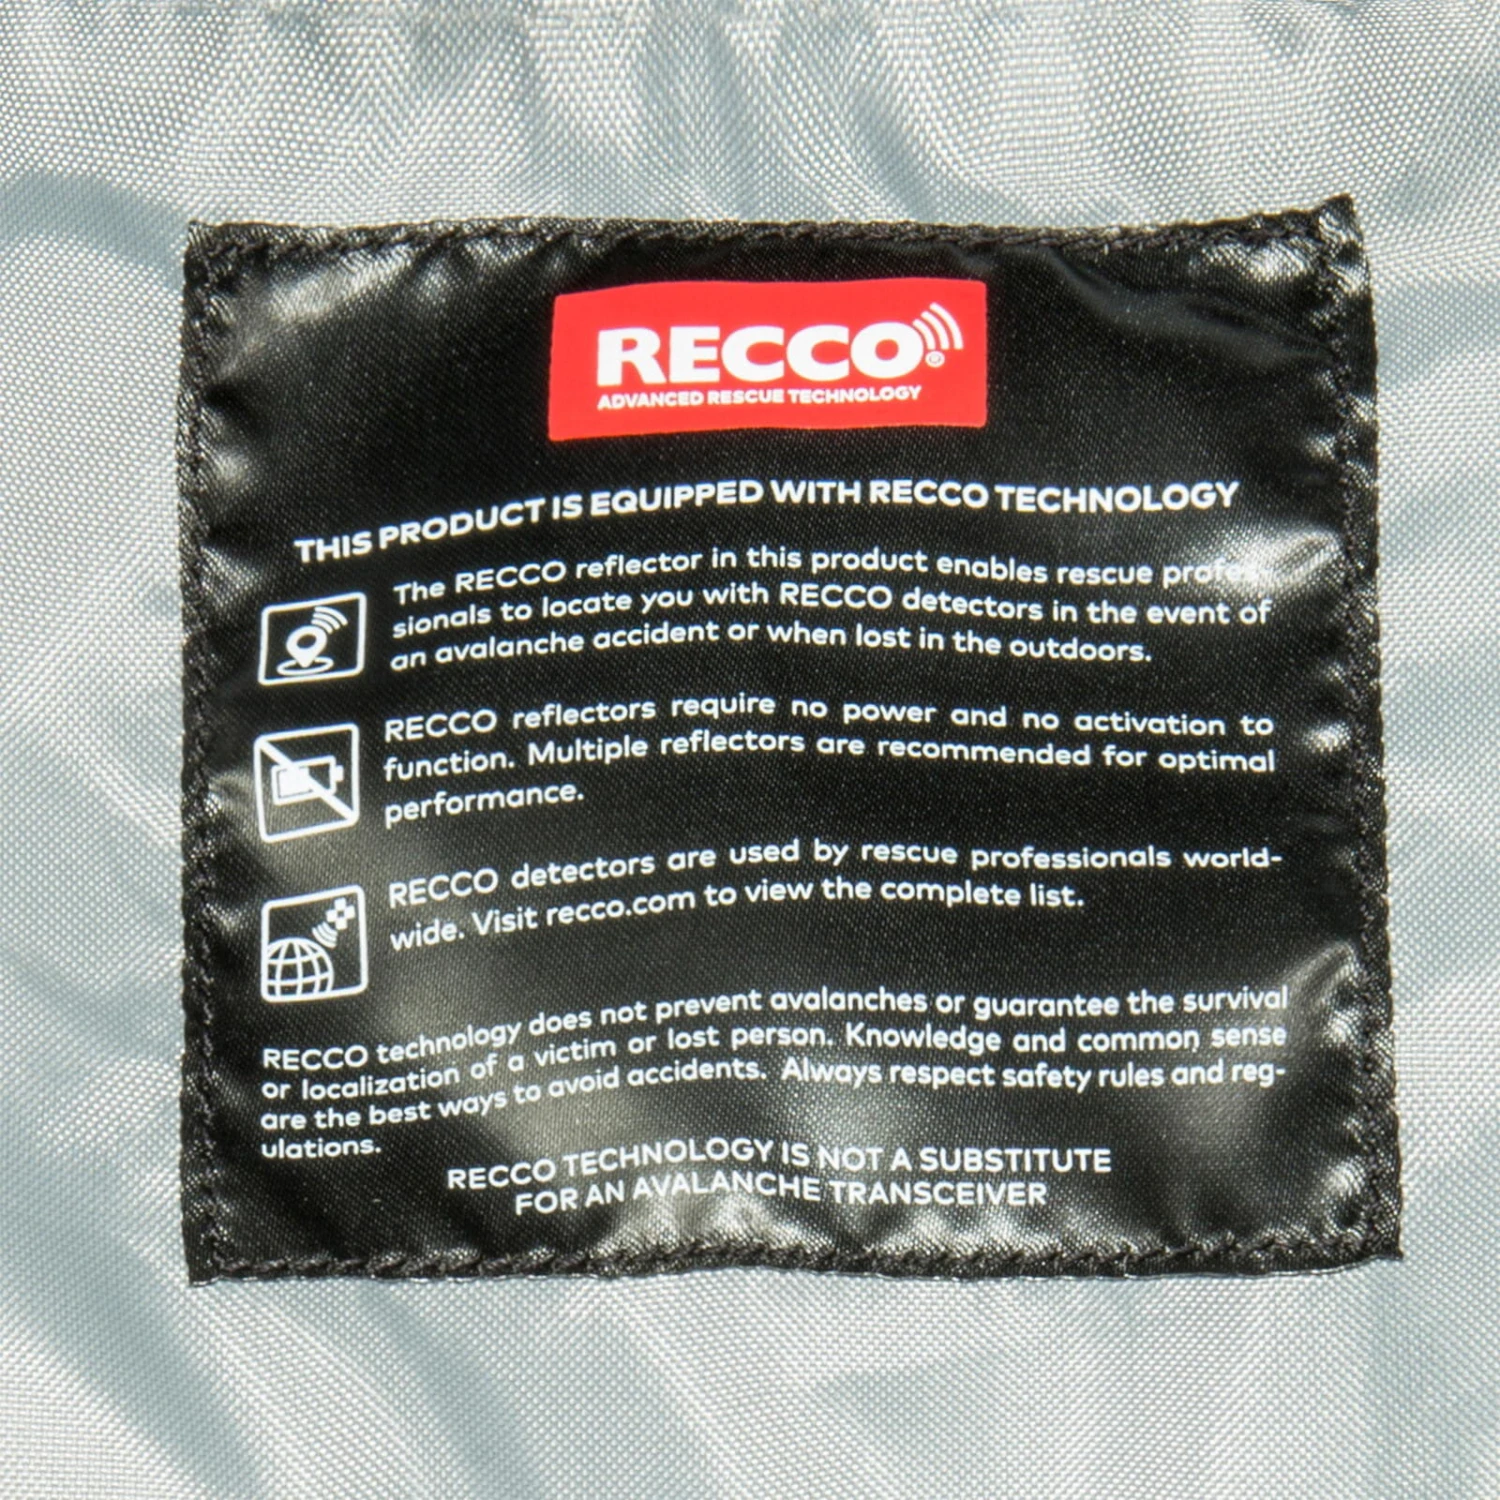 RECCO®
ADVANCED RESCUE TECHNOLOGY
THIS PRODUCT IS EQUIPPED WITH RECCO TECHNOLOGY
The RECCO reflector in this product enables rescue profes-
sionals to locate you with RECCO detectors in the event of
an avalanche accident or when lost in the outdoors.
RECCO reflectors require no power and no activation to
function. Multiple reflectors are recommended for optimal
performance.
RECCO detectors are used by rescue professionals world-
wide. Visit recco.com to view the complete list.
RECCO technology does not prevent avalanches or guarantee the survival
or localization of a victim or lost person. Knowledge and common sense
are the best ways to avoid accidents. Always respect safety rules and reg-
ulations.
RECCO TECHNOLOGY IS NOT A SUBSTITUTE
FOR AN AVALANCHE TRANSCEIVER